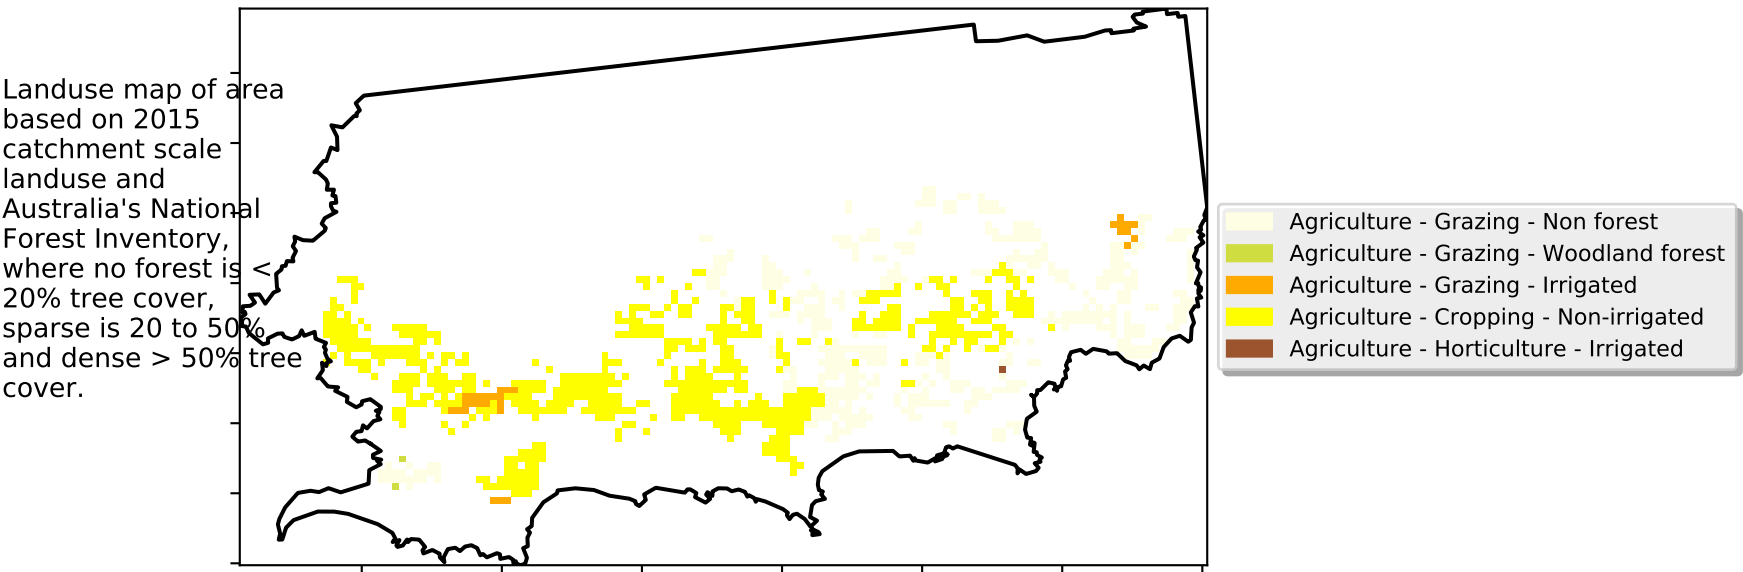 Landuse map of area
based on 2015
catchment scale
landuse and
Australia's National
Forest Inventory,
where no forest is <
20% tree cover,
sparse is 20 to 50%
and dense > 50% tree
cover.
Agriculture - Grazing - Non forest
Agriculture - Grazing - Woodland forest
Agriculture - Grazing - Irrigated
Agriculture - Cropping - Non-irrigated
Agriculture - Horticulture - Irrigated